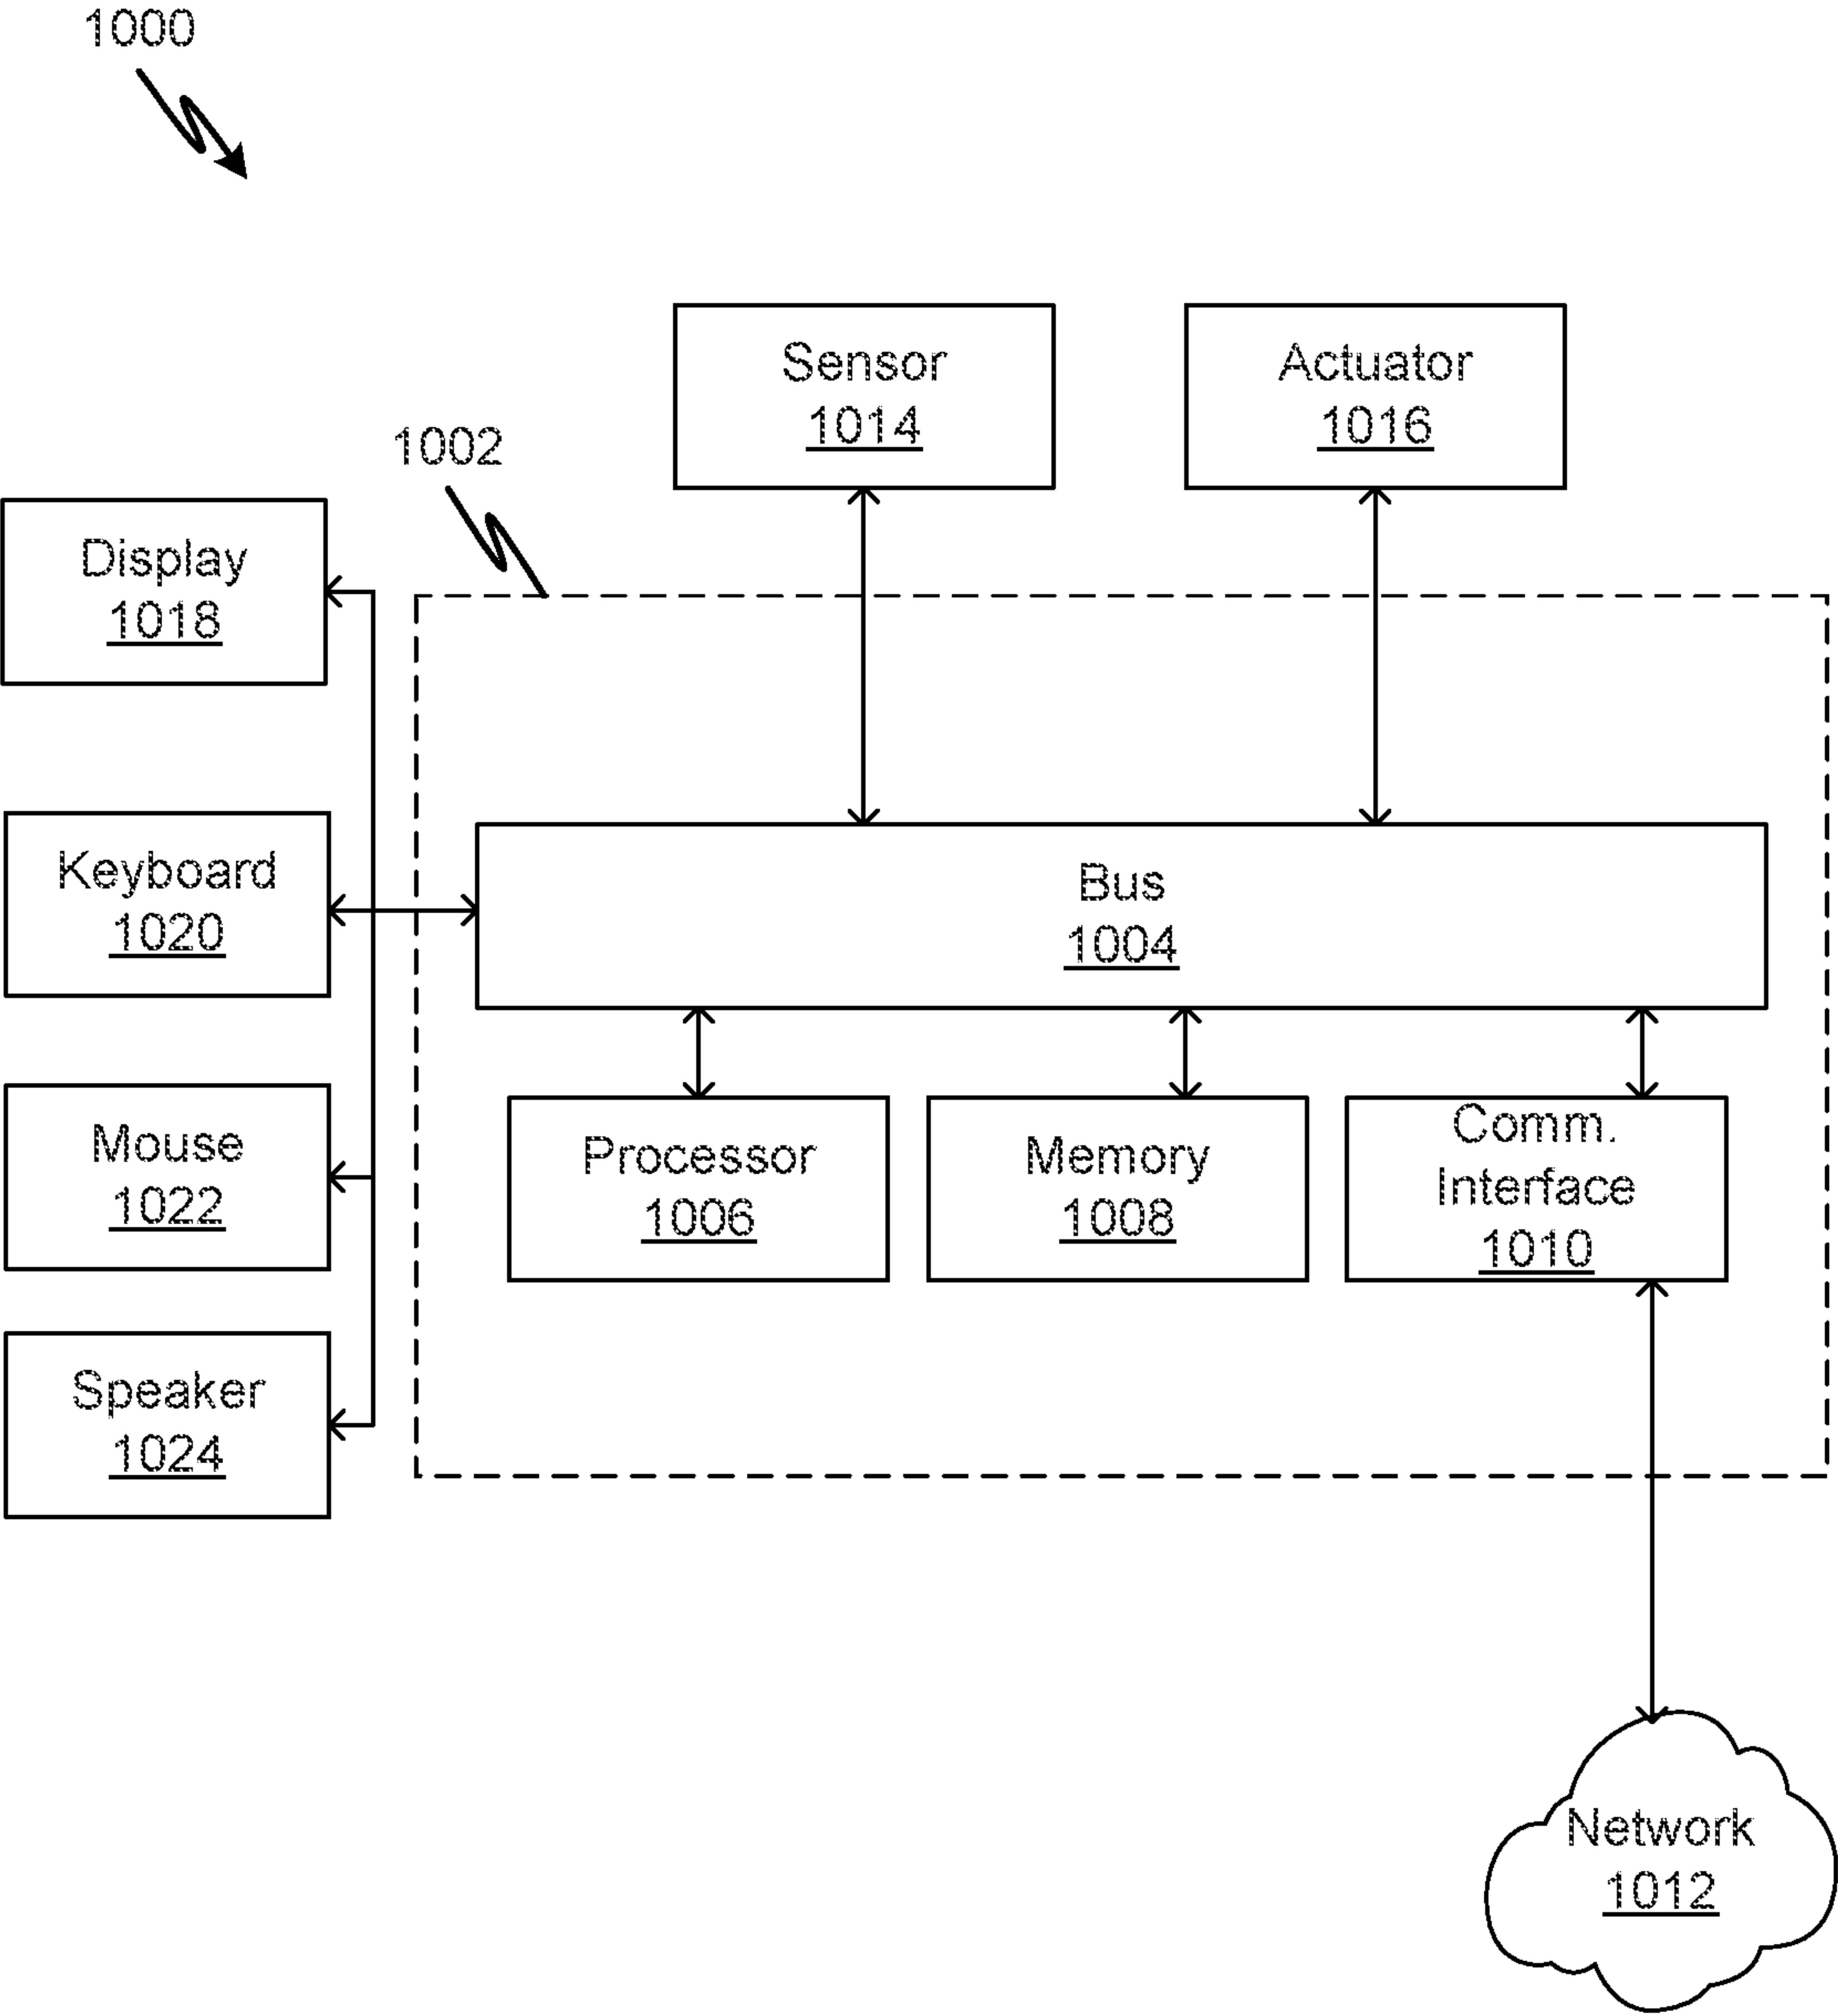 1000
Sensor
1014
Actuator
1016
1002
Display
1018
Keyboard
1020
Bus
1004
Mouse
1022
Processor
1006
Memory
1008
Comm.
Interface
1010
Speaker
1024
Network
1012